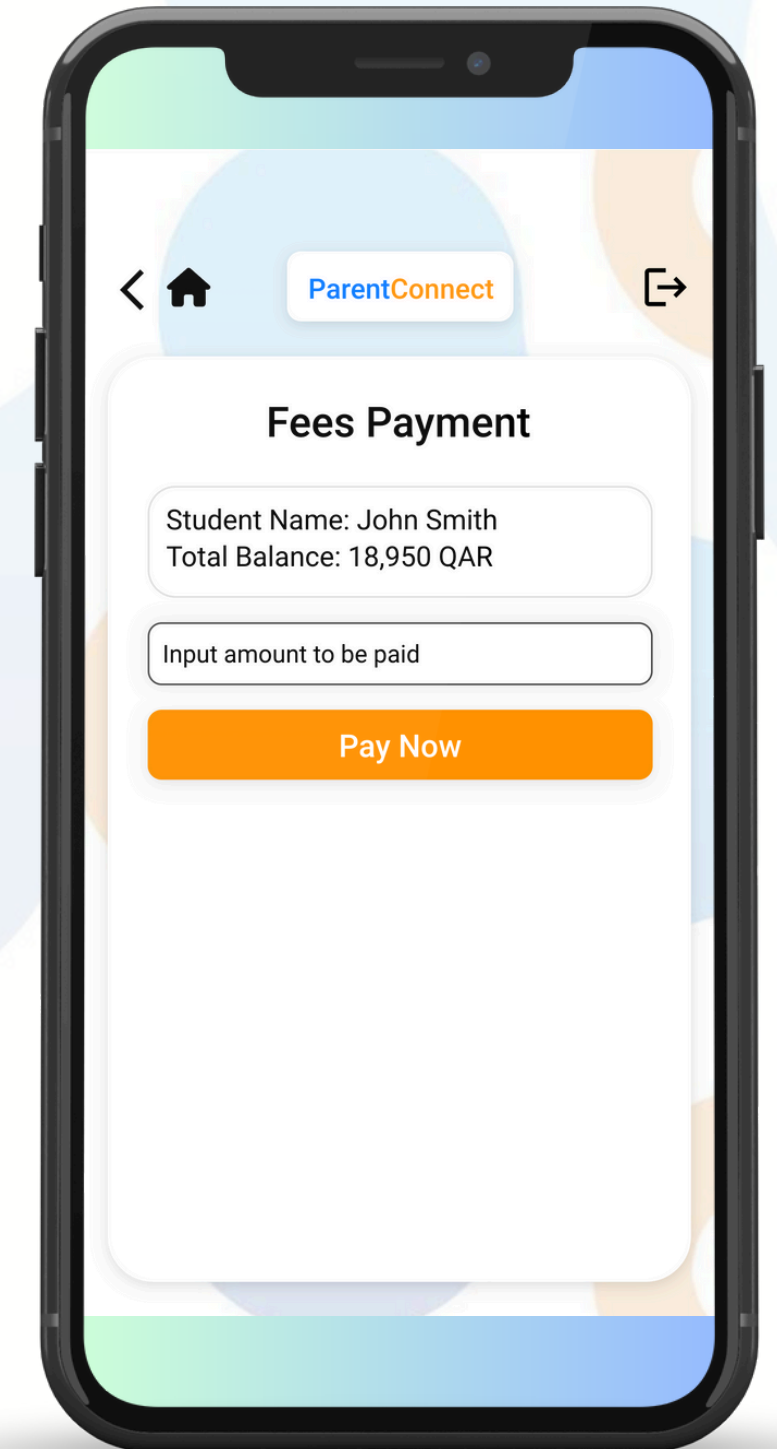 ParentConnect
Fees Payment
Student Name: John Smith
Total Balance: 18,950 QAR
Input amount to be paid
Pay Now